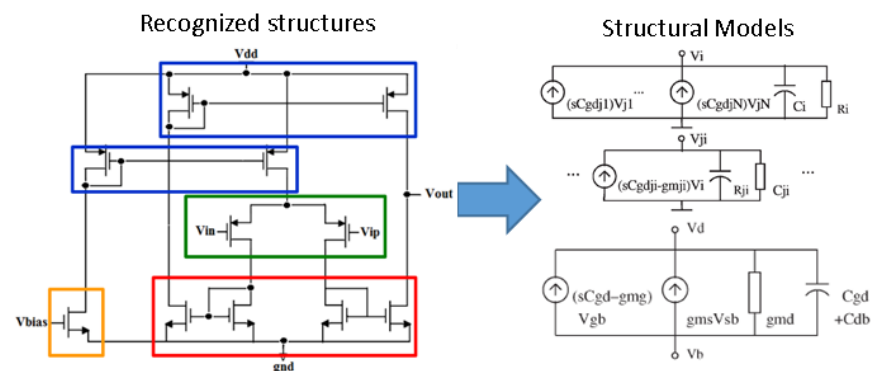 Recognized structures
Vdd
Vout
Vin
Vip
Vbias
gnd
Structural Models
Vi
(sCgdj1)Vj1
...
(sCgdjN)VjN
Ci
Ri
Vji
...
(sCgdji-gmji)Vi
Rji
Cji
...
Vd
(sCgd-gmg)
Vgb
gmsVsb
gmd
Cgd
+Cdb
Vb